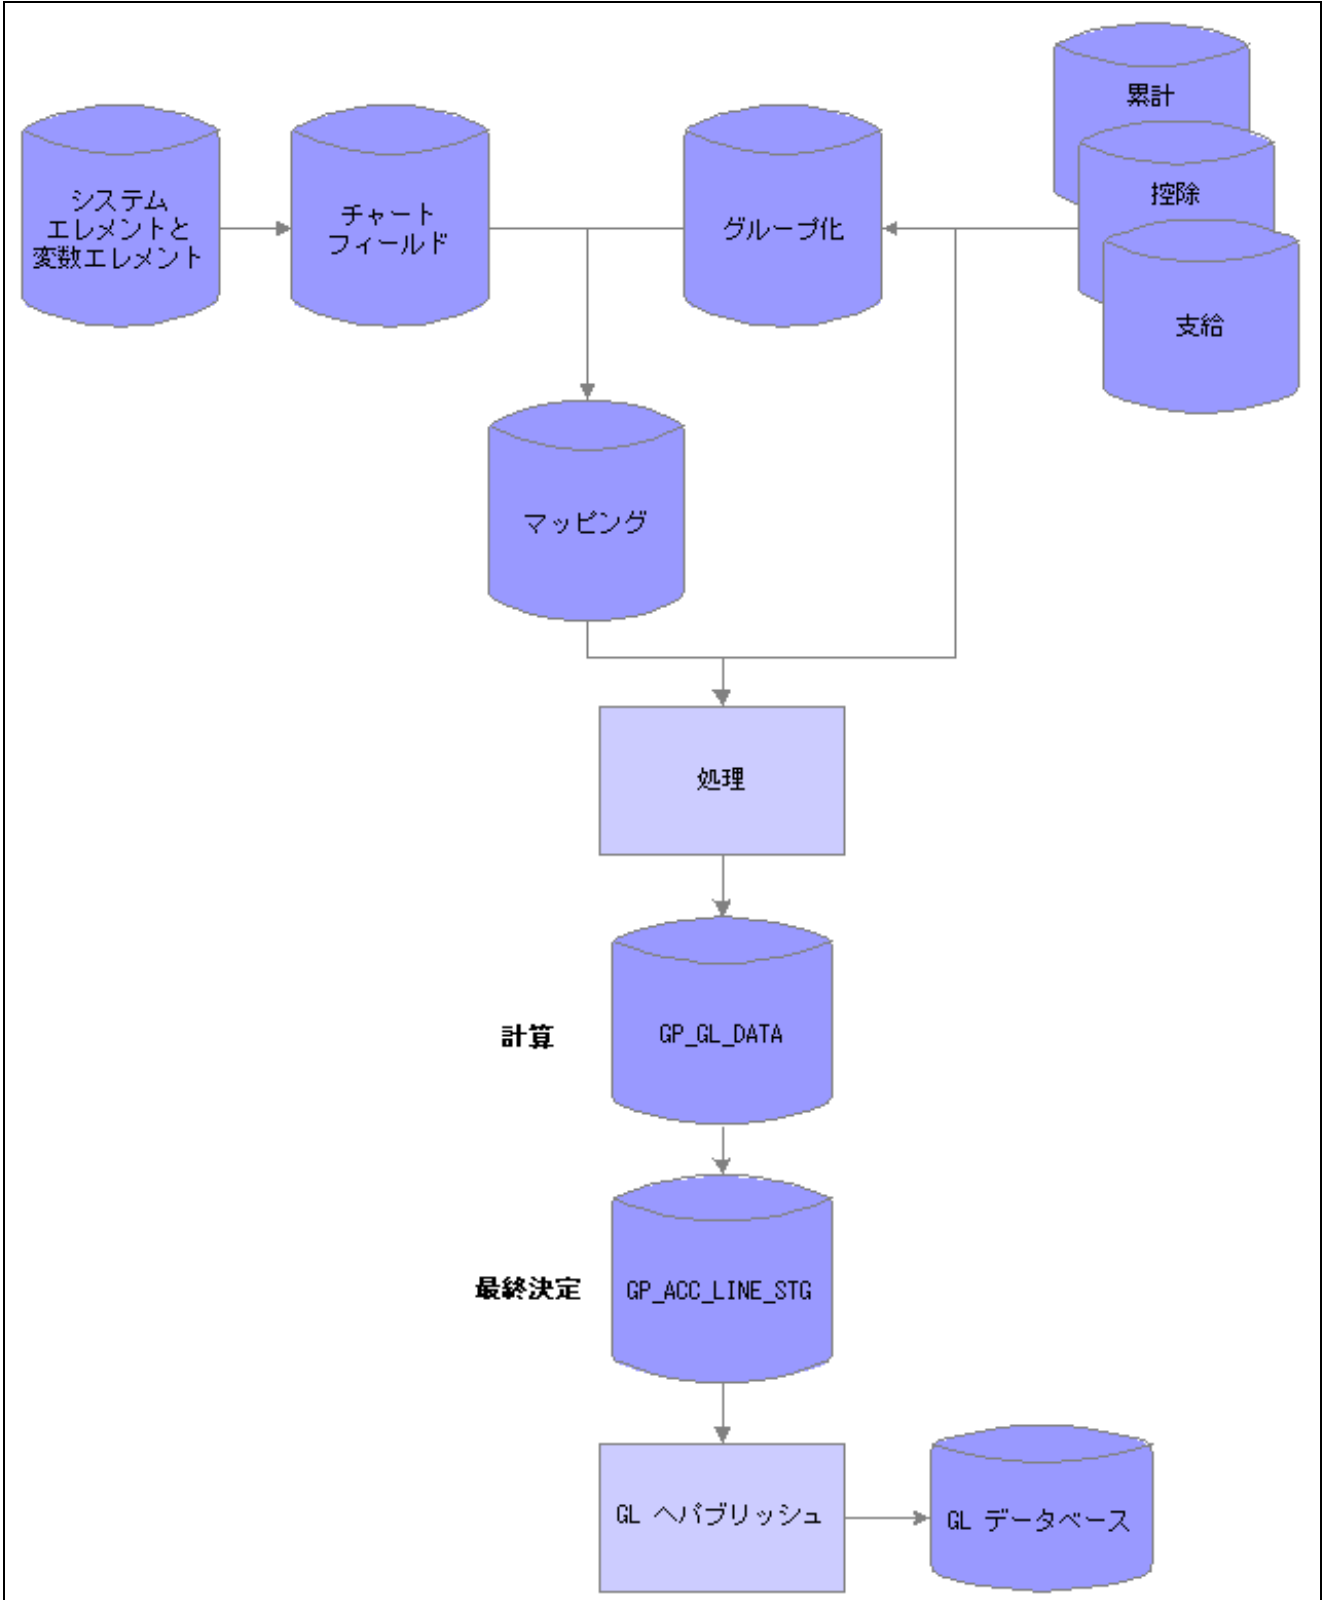 累計
控除
支給
システム
エレメントと
変数エレメント
チャート
フィールド
グループ化
マッピング
処理
計算
GP_GL_DATA
最終決定
GP_ACC_LINE_STG
GL へパブリッシュ
GL データベース